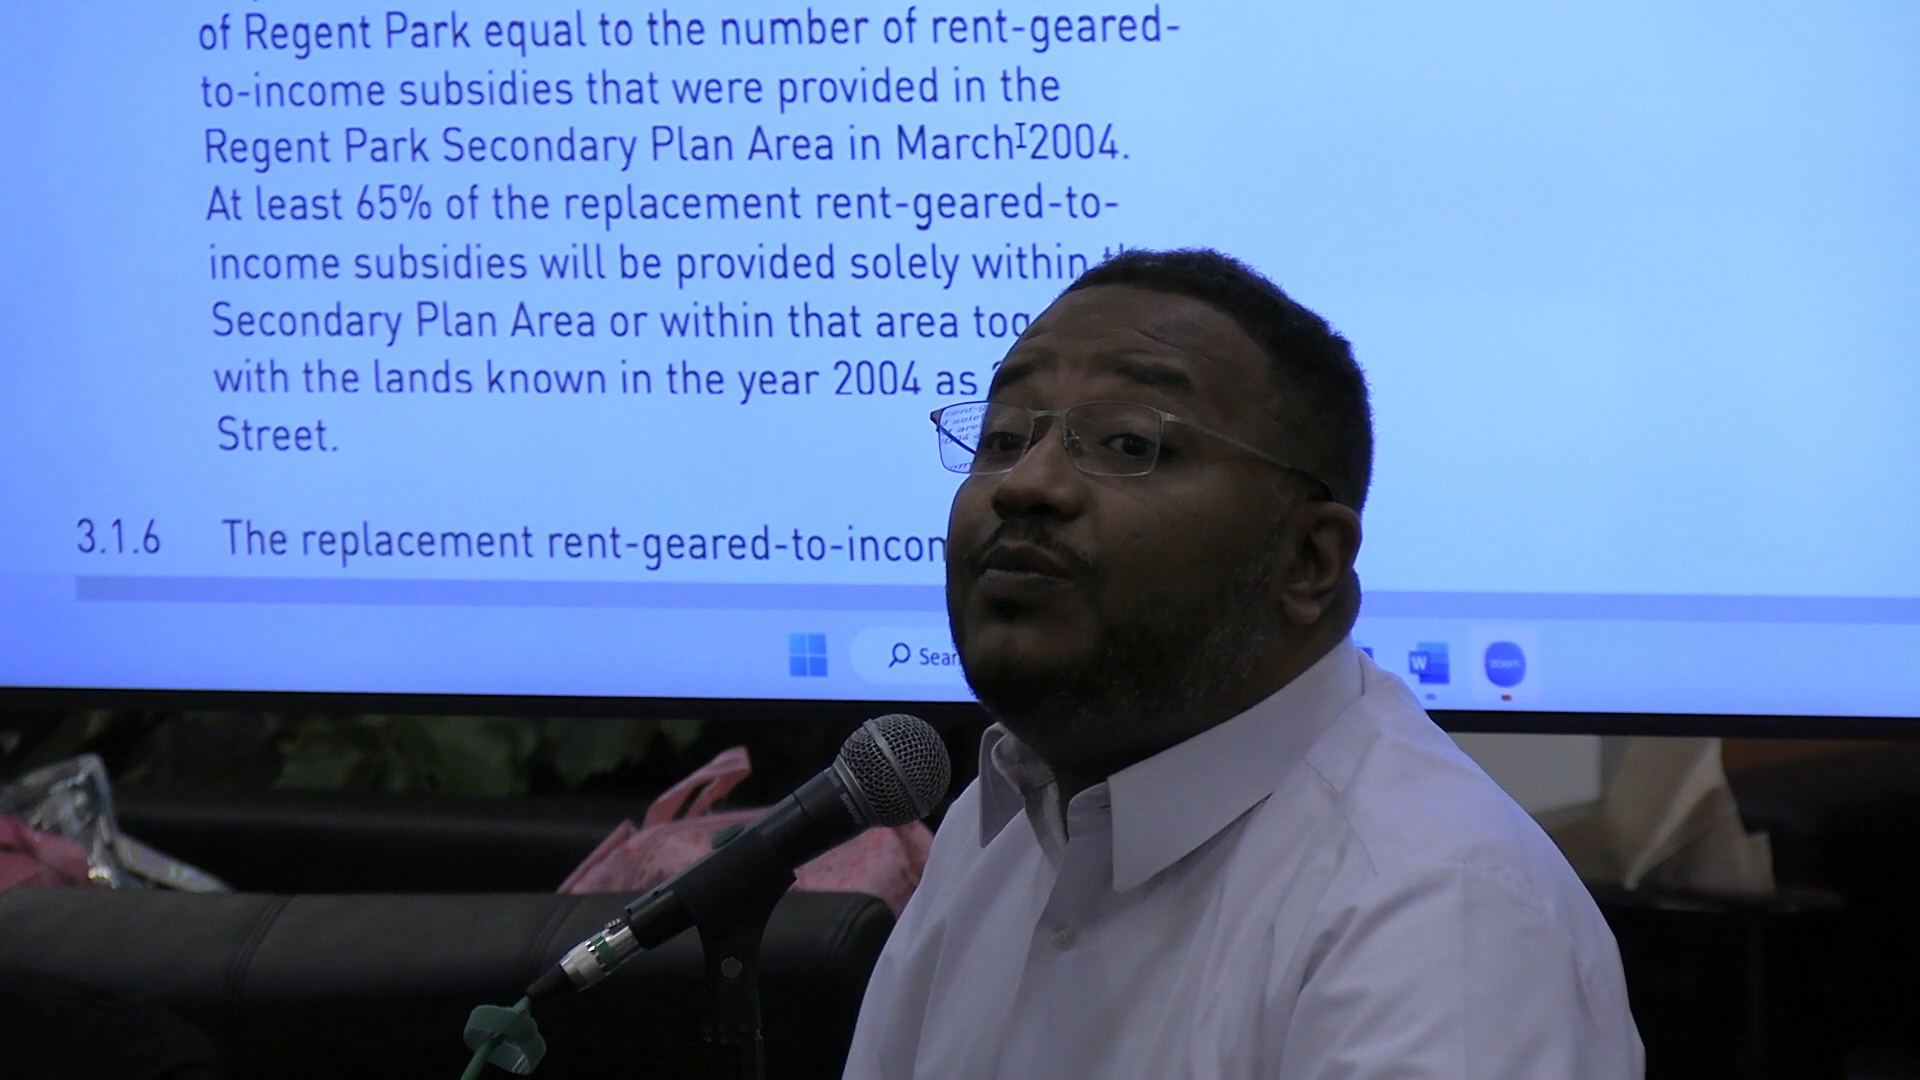 of Regent Park equal to the number of rent-geared-
to-income subsidies that were provided in the
Regent Park Secondary Plan Area in March 2004.
At least 65% of the replacement rent-geared-to-
income subsidies will be provided solely within
Secondary Plan Area or within that area
with the lands known in the year 2004 as
Street.
3.1.6 The replacement rent-geared-to-
W
zoom